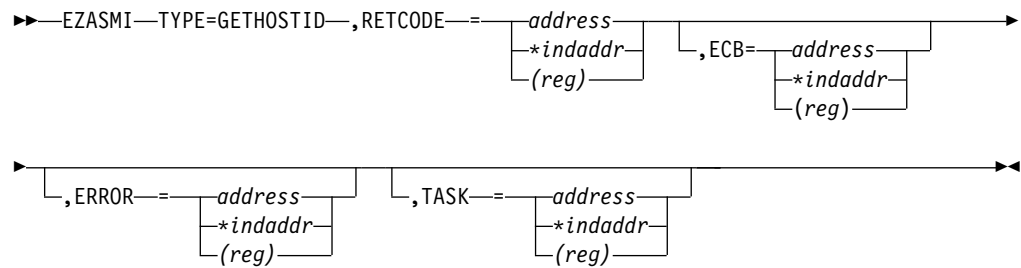 EZASMI TYPE=GETHOSTID ,RETCODE = address
*indaddr
(reg)
,ECB= address
*indaddr
(reg)
,ERROR = address
*indaddr
(reg)
,TASK = address
*indaddr
(reg)